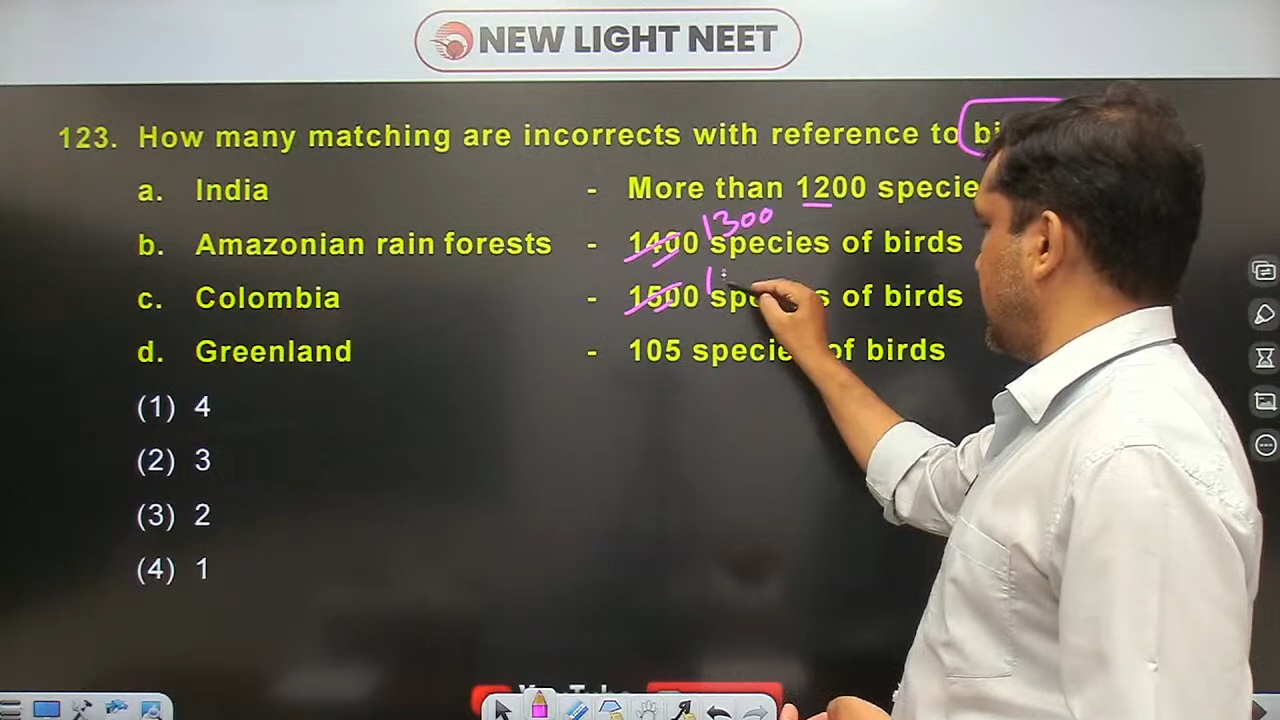 NEW LIGHT NEET
123. How many matching are incorrects with reference to
a. India - More than 1200
b. Amazonian rain forests - 1400 species of birds
1300
c. Colombia - 1500 of birds
d. Greenland - 105 species of birds
(1) 4
(2) 3
(3) 2
(4) 1